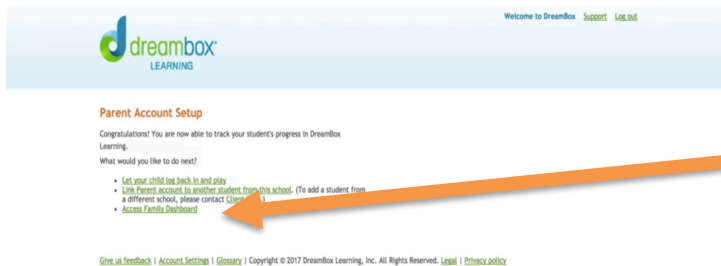 Welcome to DreamBox Support Log out
dreambox
LEARNING
Parent Account Setup
Congratulations! You are now able to track your student's progress in DreamBox
Learning.
What would you like to do next?
• Let your child log back in and play
• Link Parent account to another student from this school. (To add a student from
a different school, please contact Client
• Access Family Dashboard
Give us feedback | Account Settings | Glossary | Copyright © 2017 DreamBox Learning, Inc. All Rights Reserved. Legal | Privacy policy